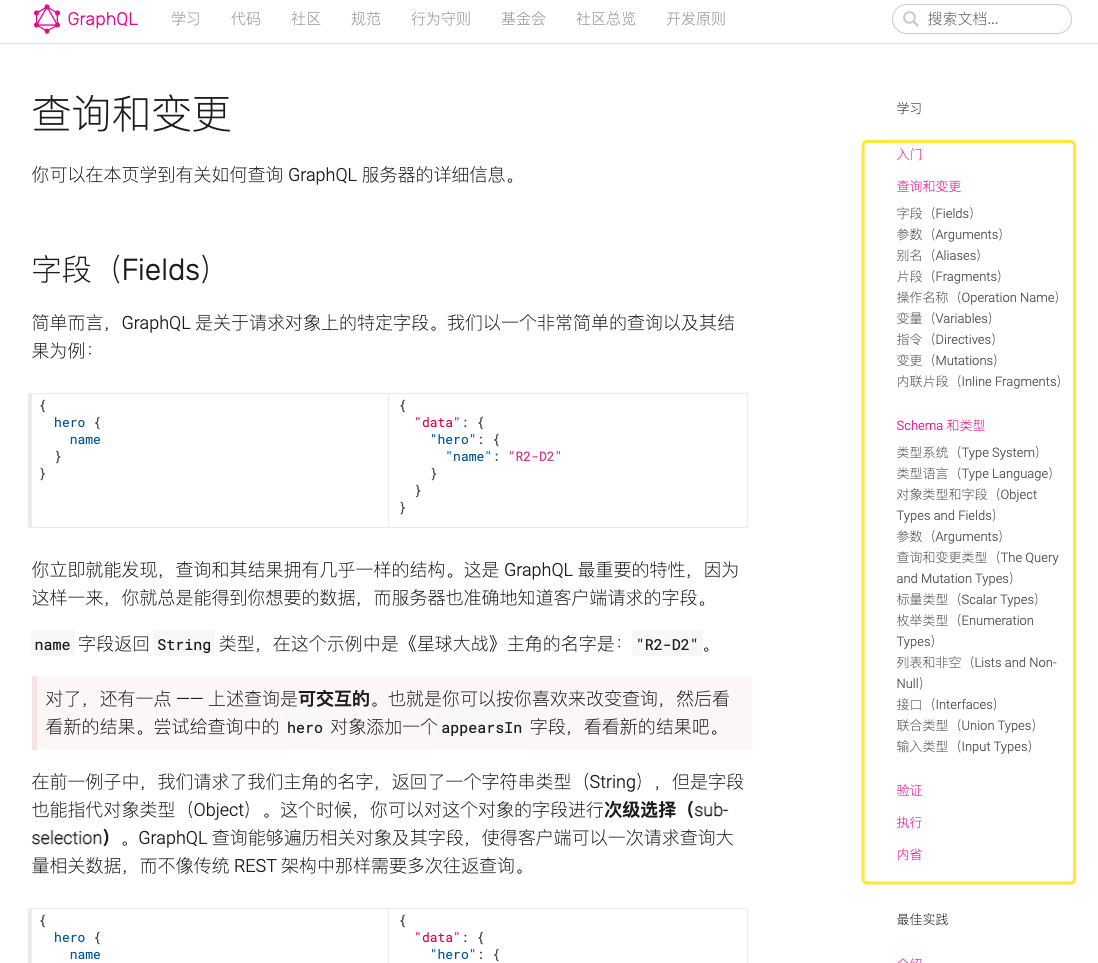 GraphQL 学习 代码 社区 规范 行为守则 基金会 社区总览 开发原则 搜索文档...
查询和变更
你可以在本页学到有关如何查询 GraphQL 服务器的详细信息。
字段（Fields）
简单而言，GraphQL 是关于请求对象上的特定字段。我们以一个非常简单的查询以及其结
果为例：
{
hero {
name
}
}
{
"data": {
"hero": {
"name": "R2-D2"
}
}
}
你立即就能发现，查询和其结果拥有几乎一样的结构。这是 GraphQL 最重要的特性，因为
这样一来，你就总是能得到你想要的数据，而服务器也准确地知道客户端请求的字段。
name 字段返回 String 类型，在这个示例中是《星球大战》主角的名字是："R2-D2"。
对了，还有一点 —— 上述查询是可交互的。也就是你可以按你喜欢来改变查询，然后看
看新的结果。尝试给查询中的 hero 对象添加一个 appearsIn 字段，看看新的结果吧。
在前一例子中，我们请求了我们主角的名字，返回了一个字符串类型（String），但是字段
也能指代对象类型（Object）。这个时候，你可以对这个对象的字段进行次级选择（sub-
selection）。GraphQL 查询能够遍历相关对象及其字段，使得客户端可以一次请求查询大
量相关数据，而不像传统 REST 架构中那样需要多次往返查询。
{
hero {
name
{
"data": {
"hero": {
学习
入门
查询和变更
字段（Fields）
参数（Arguments）
别名（Aliases）
片段（Fragments）
操作名称（Operation Name）
变量（Variables）
指令（Directives）
变更（Mutations）
内联片段（Inline Fragments）
Schema 和类型
类型系统（Type System）
类型语言（Type Language）
对象类型和字段（Object
Types and Fields）
参数（Arguments）
查询和变更类型（The Query
and Mutation Types）
标量类型（Scalar Types）
枚举类型（Enumeration
Types）
列表和非空（Lists and Non-
Null）
接口（Interfaces）
联合类型（Union Types）
输入类型（Input Types）
验证
执行
内省
最佳实践